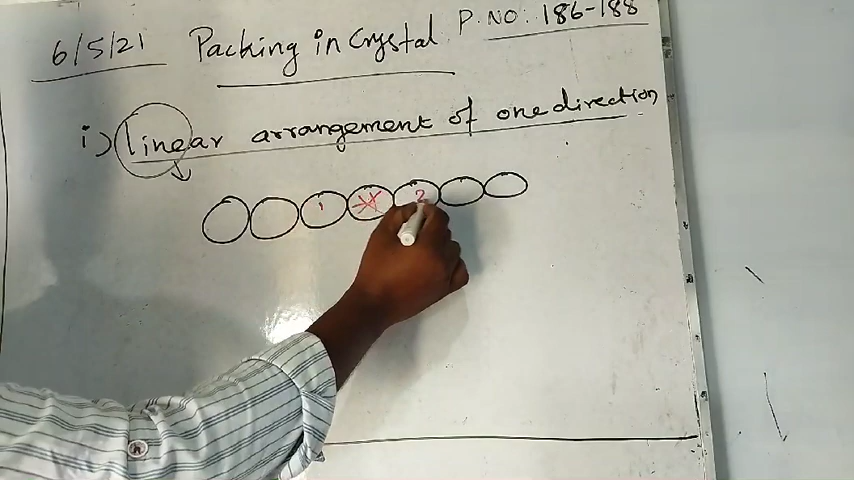 6/5/21 Packing in Crystal P.NO: 186-188
i) linear arrangement of one direction
1 2